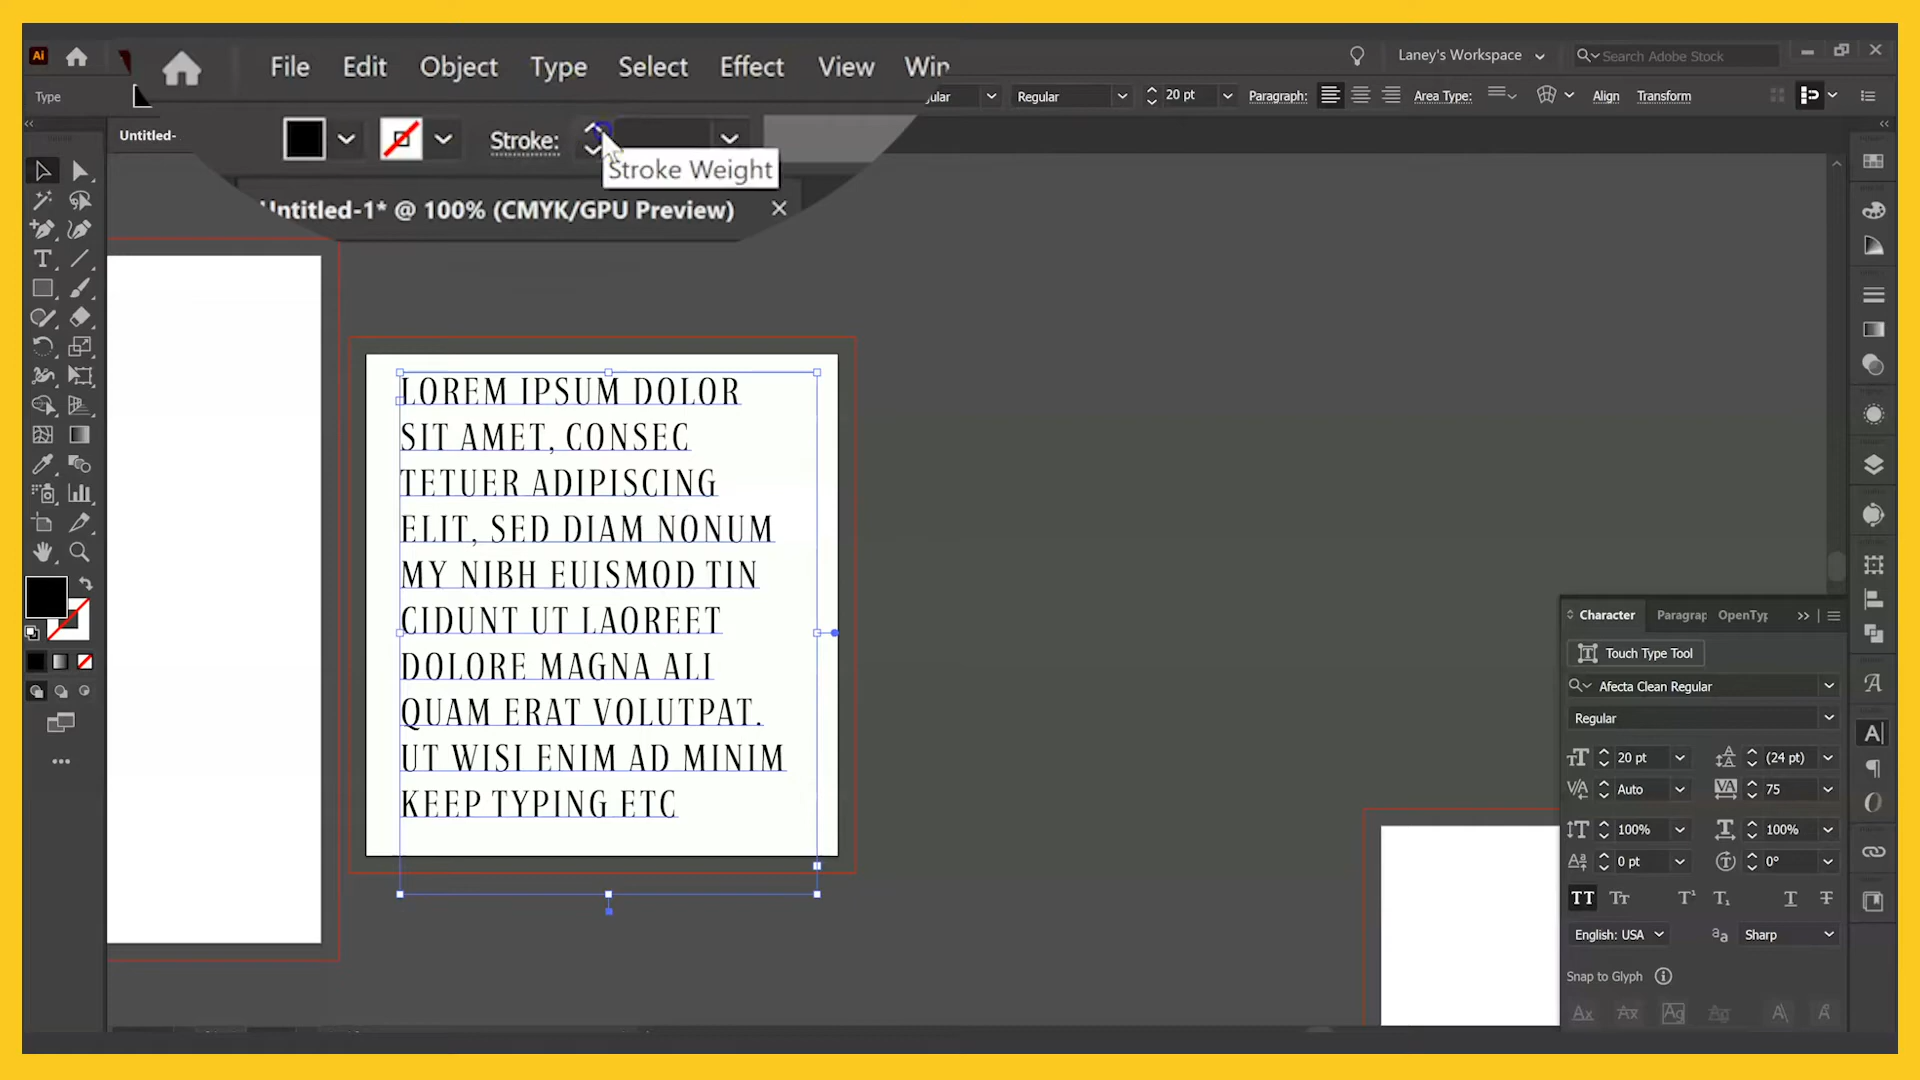 Ai
File Edit Object Type Select Effect View
Laney's Workspace
Search Adobe Stock
Type
Regular
20 pt
Paragraph:
Area Type:
Align
Transform
Untitled-
Stroke:
Stroke Weight
Untitled-1* @ 100% (CMYK/GPU Preview)
LOREM IPSUM DOLOR
SIT AMET, CONSEC
TETUER ADIPISCING
ELIT, SED DIAM NONUM
MY NIBH EUISMOD TIN
CIDUNT UT LAOREET
DOLORE MAGNA ALI
QUAM ERAT VOLUTPAT.
UT WISI ENIM AD MINIM
KEEP TYPING ETC
Character Paragrap OpenTyp
Touch Type Tool
Afecta Clean Regular
Regular
20 pt (24 pt)
Auto 75
100% 100%
0 pt 0°
English: USA Sharp
Snap to Glyph